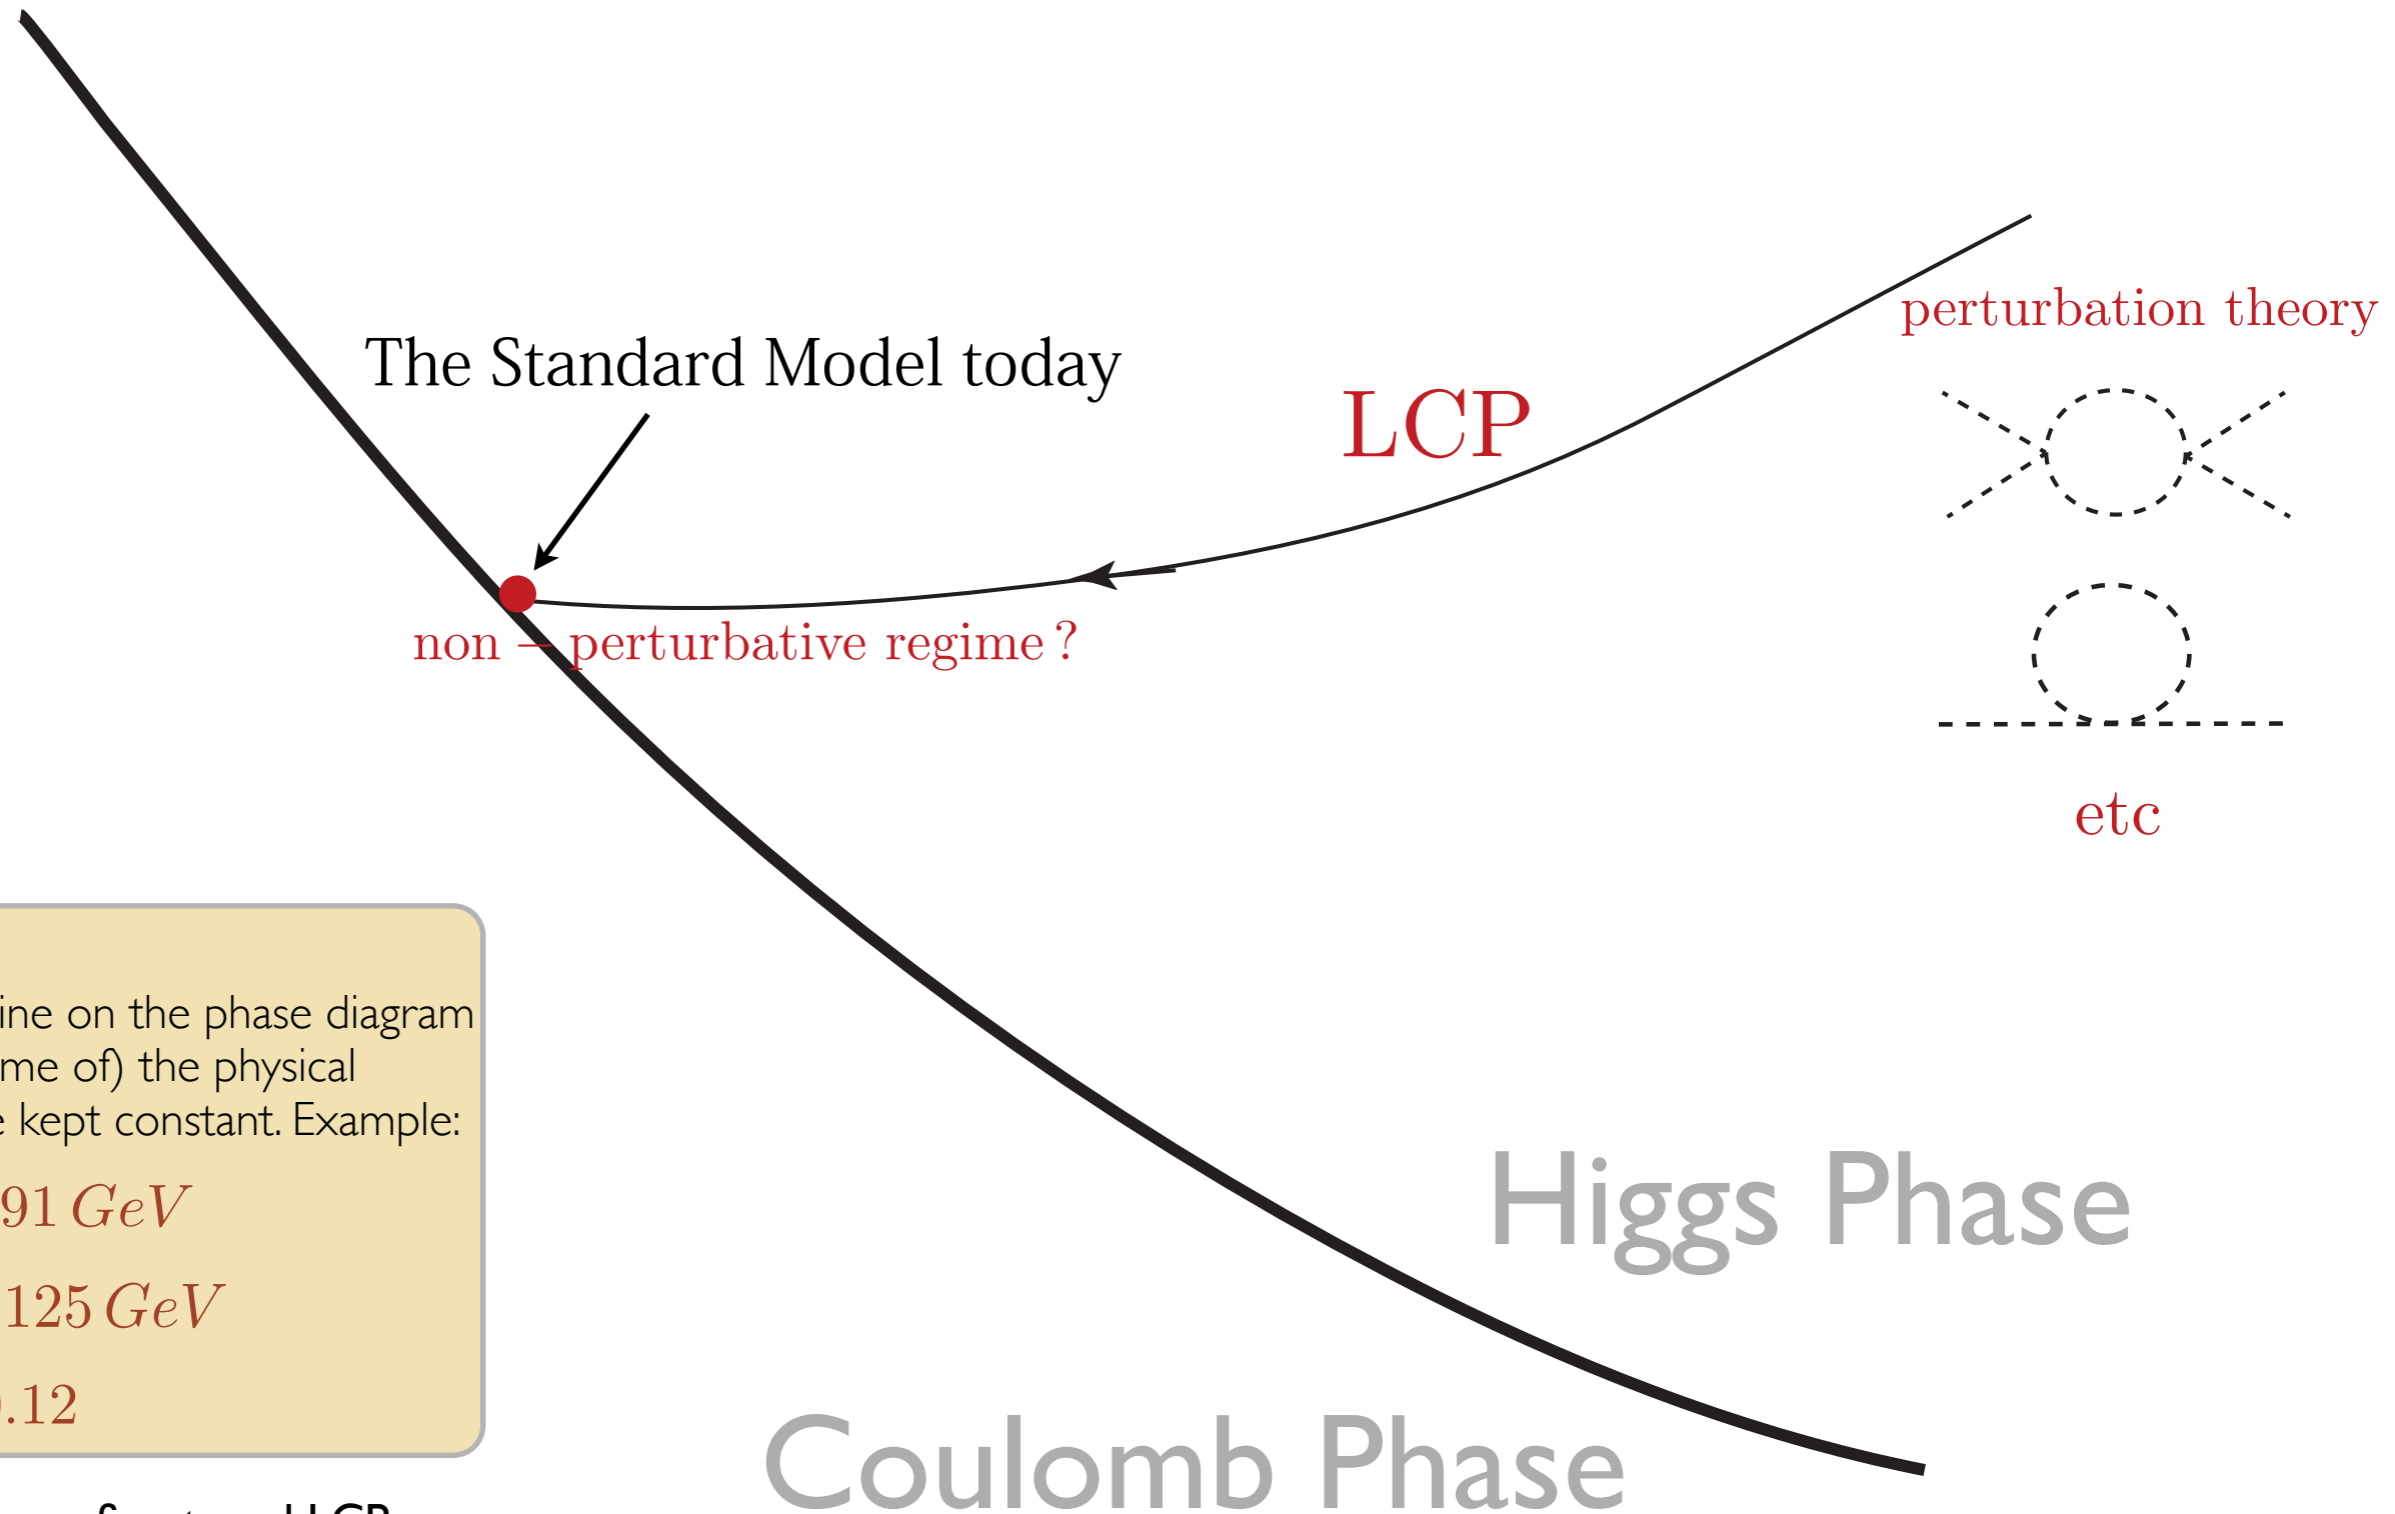 perturbation theory
The Standard Model today
LCP
non – perturbative regime ?
etc
ine on the phase diagram
me of) the physical
e kept constant. Example:
91 GeV
125 GeV
.12
Higgs Phase
Coulomb Phase